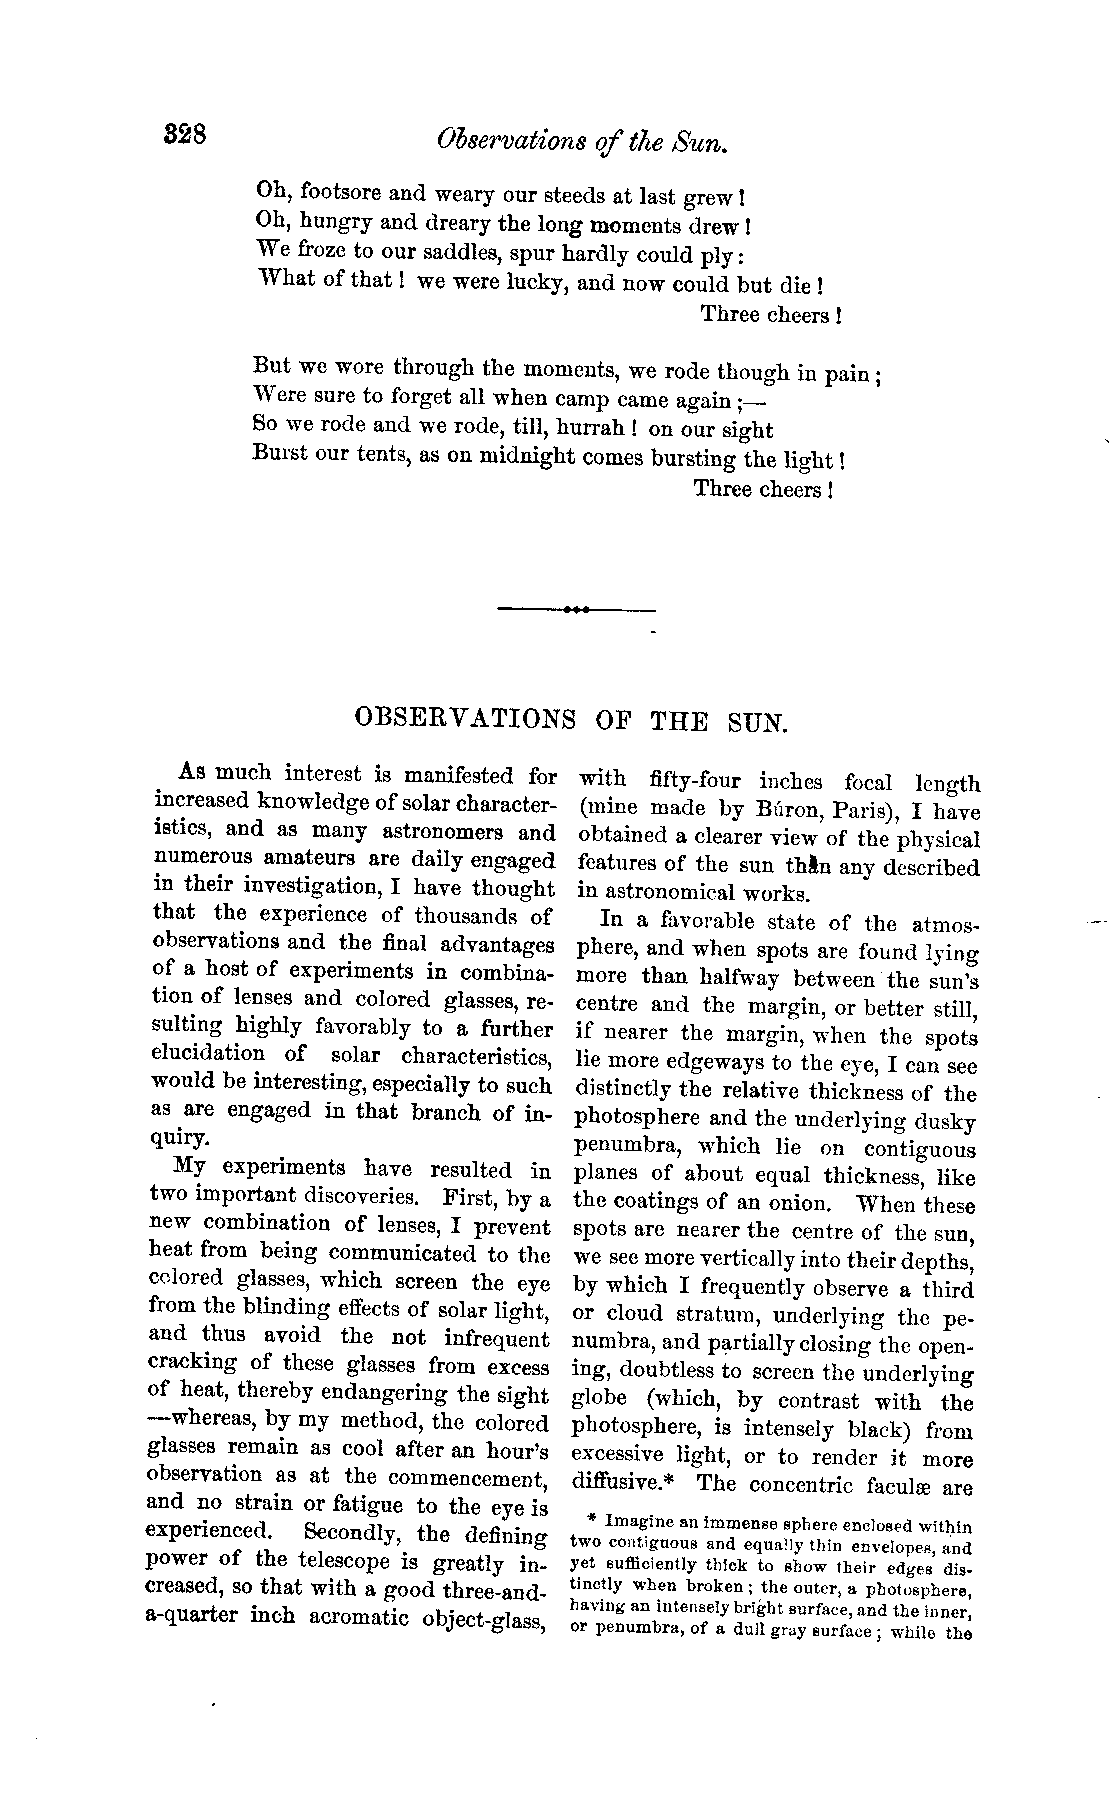 328
Observations of the Sun.
Oh, footsore and weary our steeds at last grew!
Oh, hungry and dreary the long moments drew!
We froze to our saddles, spur hardly could ply:
What of that! we were lucky, and now could but die!
Three cheers!
But we wore through the moments, we rode though in pain;
Were sure to forget all when camp came again;—
So we rode and we rode, till, hurrah! on our sight
Burst our tents, as on midnight comes bursting the light!
Three cheers!
OBSERVATIONS OF THE SUN.
As much interest is manifested for
increased knowledge of solar character-
istics, and as many astronomers and
numerous amateurs are daily engaged
in their investigation, I have thought
that the experience of thousands of
observations and the final advantages
of a host of experiments in combina-
tion of lenses and colored glasses, re-
sulting highly favorably to a further
elucidation of solar characteristics,
would be interesting, especially to such
as are engaged in that branch of in-
quiry.
My experiments have resulted in
two important discoveries. First, by a
new combination of lenses, I prevent
heat from being communicated to the
colored glasses, which screen the eye
from the blinding effects of solar light,
and thus avoid the not infrequent
cracking of these glasses from excess
of heat, thereby endangering the sight
—whereas, by my method, the colored
glasses remain as cool after an hour's
observation as at the commencement,
and no strain or fatigue to the eye is
experienced. Secondly, the defining
power of the telescope is greatly in-
creased, so that with a good three-and-
a-quarter inch acromatic object-glass,
with fifty-four inches focal length
(mine made by Búron, Paris), I have
obtained a clearer view of the physical
features of the sun than any described
in astronomical works.
In a favorable state of the atmos-
phere, and when spots are found lying
more than halfway between the sun's
centre and the margin, or better still,
if nearer the margin, when the spots
lie more edgeways to the eye, I can see
distinctly the relative thickness of the
photosphere and the underlying dusky
penumbra, which lie on contiguous
planes of about equal thickness, like
the coatings of an onion. When these
spots are nearer the centre of the sun,
we see more vertically into their depths,
by which I frequently observe a third
or cloud stratum, underlying the pe-
numbra, and partially closing the open-
ing, doubtless to screen the underlying
globe (which, by contrast with the
photosphere, is intensely black) from
excessive light, or to render it more
diffusive.* The concentric faculæ are
* Imagine an immense sphere enclosed within
two contiguous and equally thin envelopes, and
yet sufficiently thick to show their edges dis-
tinctly when broken; the outer, a photosphere,
having an intensely bright surface, and the inner,
or penumbra, of a dull gray surface; while the